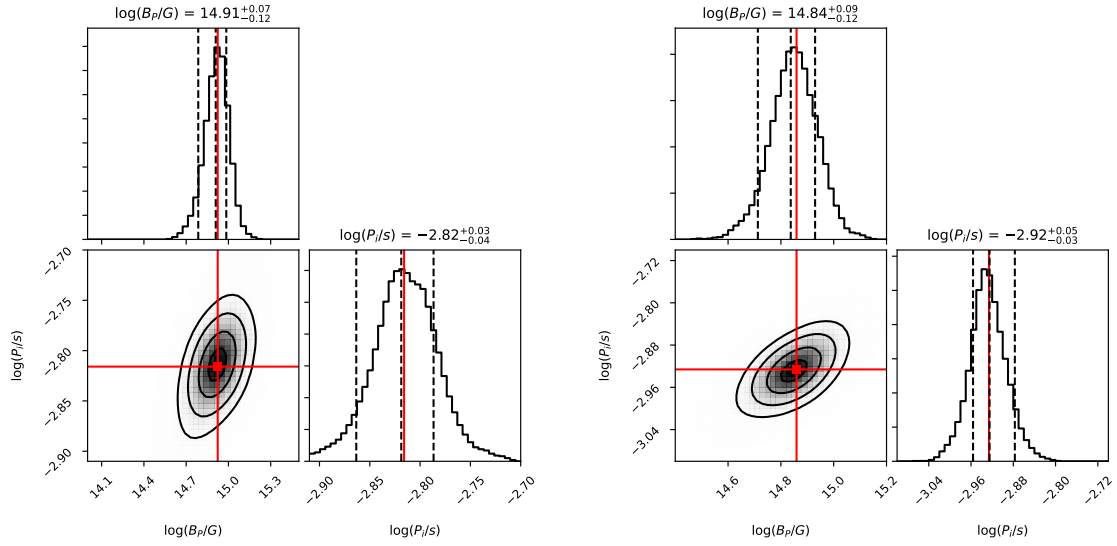 log(B_P/G) = 14.91^{+0.07}_{−0.12}
log(P_i/s) = −2.82^{+0.03}_{−0.04}
−2.70
−2.75
−2.80
−2.85
−2.90
log(P_i/s)
14.1
14.4
14.7
15.0
15.3
log(B_P/G)
−2.90
−2.85
−2.80
−2.75
−2.70
log(P_i/s)
log(B_P/G) = 14.84^{+0.09}_{−0.12}
log(P_i/s) = −2.92^{+0.05}_{−0.03}
−2.72
−2.80
−2.88
−2.96
−3.04
log(P_i/s)
14.6
14.8
15.0
15.2
log(B_P/G)
−3.04
−2.96
−2.88
−2.80
−2.72
log(P_i/s)